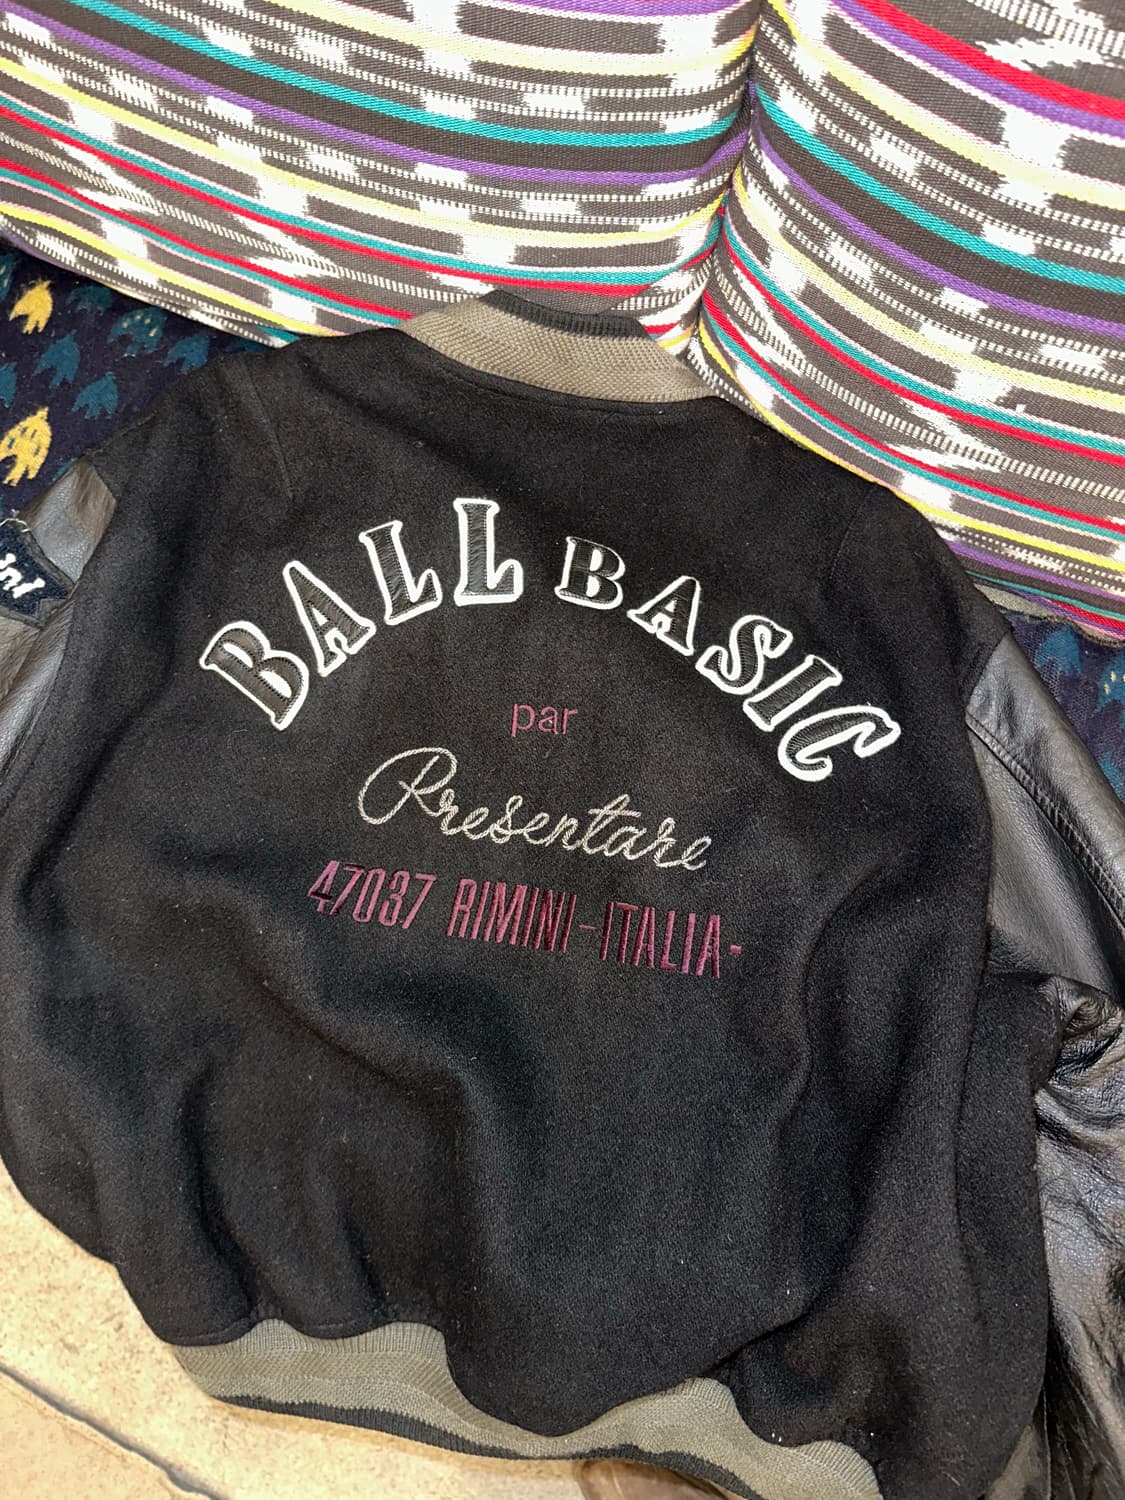 BALL BASIC
par
Presentare
47037 RIMINI-ITALIA-